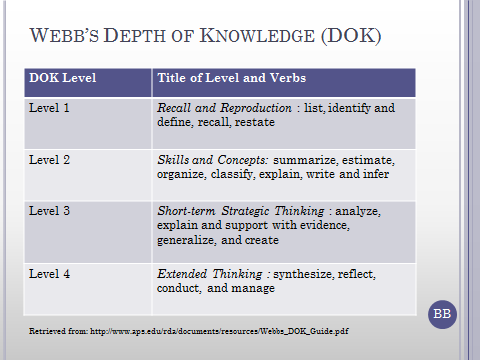 WEBB'S DEPTH OF KNOWLEDGE (DOK)
DOK Level Title of Level and Verbs
Level 1 Recall and Reproduction : list, identify and
define, recall, restate
Level 2 Skills and Concepts: summarize, estimate,
organize, classify, explain, write and infer
Level 3 Short-term Strategic Thinking : analyze,
explain and support with evidence,
generalize, and create
Level 4 Extended Thinking : synthesize, reflect,
conduct, and manage
BB
Retrieved from: http://www.aps.edu/rda/documents/resources/Webbs_DOK_Guide.pdf